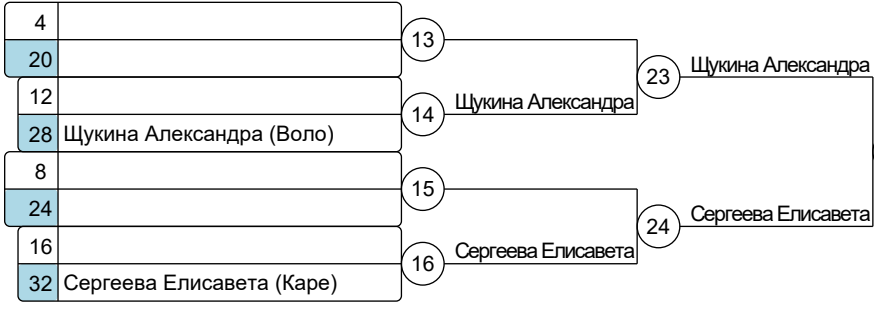 4
13
20
23 Щукина Александра
12
14 Щукина Александра
28 Щукина Александра (Воло)
8
15
24
24 Сергеева Елисавета
16
16 Сергеева Елисавета
32 Сергеева Елисавета (Каре)